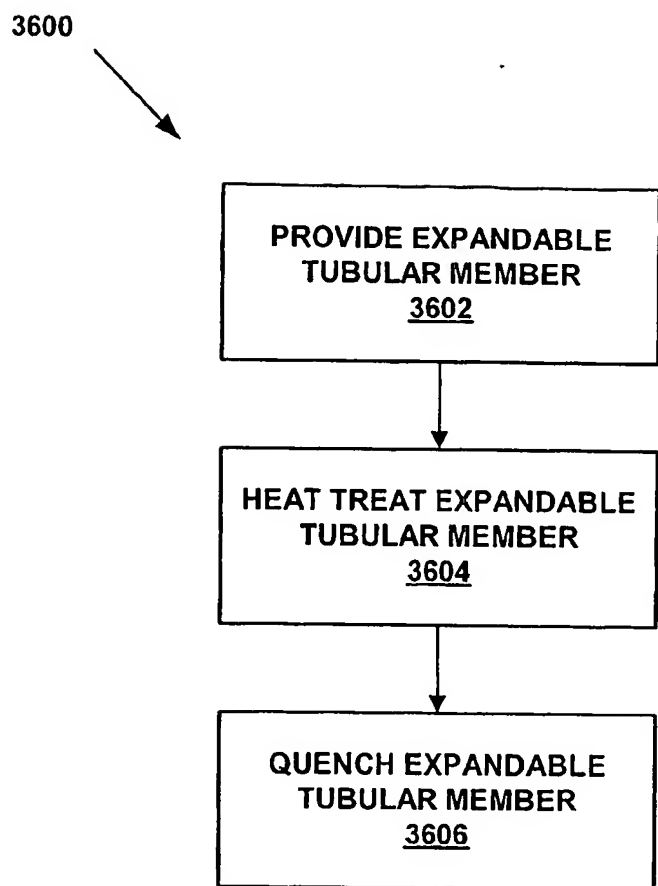 3600
PROVIDE EXPANDABLE
TUBULAR MEMBER
3602
HEAT TREAT EXPANDABLE
TUBULAR MEMBER
3604
QUENCH EXPANDABLE
TUBULAR MEMBER
3606